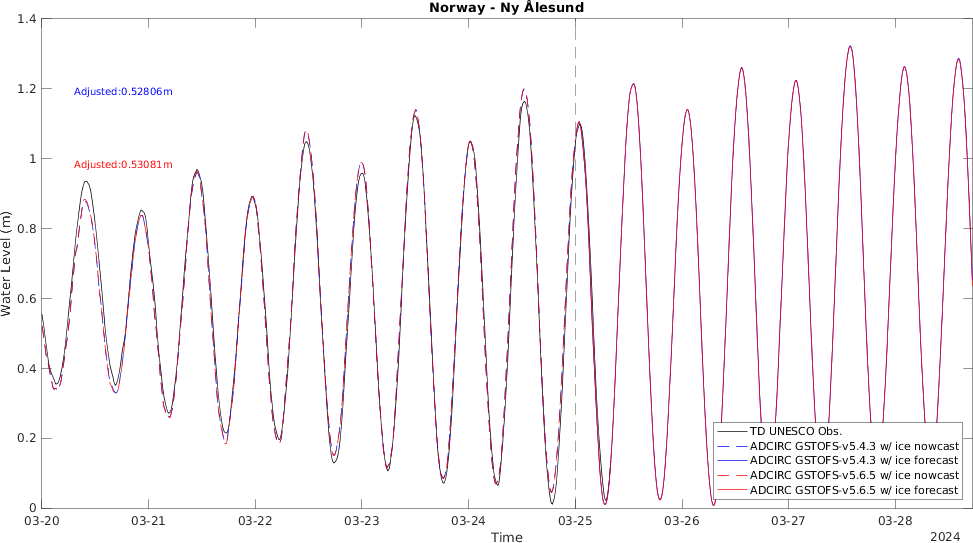 Norway - Ny Ålesund
1.4
1.2
1
0.8
0.6
0.4
0.2
0
Water Level (m)
Adjusted:0.52806m
Adjusted:0.53081m
TD UNESCO Obs.
ADCIRC GSTOFS-v5.4.3 w/ ice nowcast
ADCIRC GSTOFS-v5.4.3 w/ ice forecast
ADCIRC GSTOFS-v5.6.5 w/ ice nowcast
ADCIRC GSTOFS-v5.6.5 w/ ice forecast
03-20 03-21 03-22 03-23 03-24 03-25 03-26 03-27 03-28
Time
2024